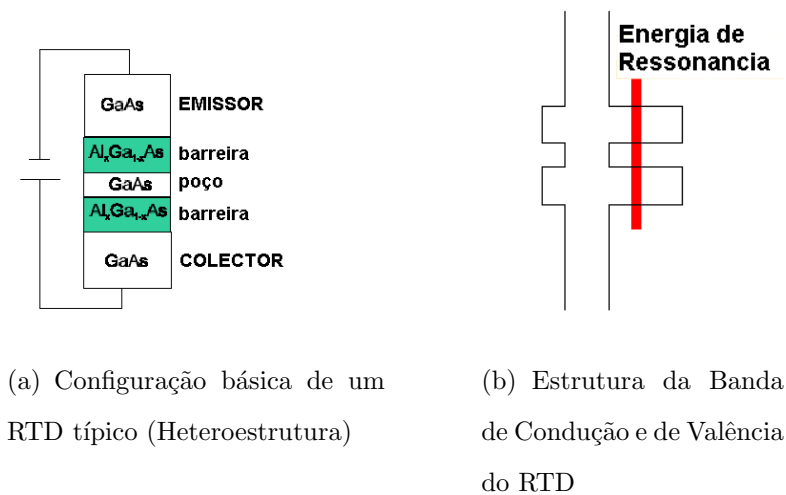 Energia de
Ressonancia
GaAs EMISSOR
AlxGa1-xAs barreira
GaAs poço
AlxGa1-xAs barreira
GaAs COLECTOR
(a) Configuração básica de um
RTD típico (Heteroestrutura)
(b) Estrutura da Banda
de Condução e de Valência
do RTD